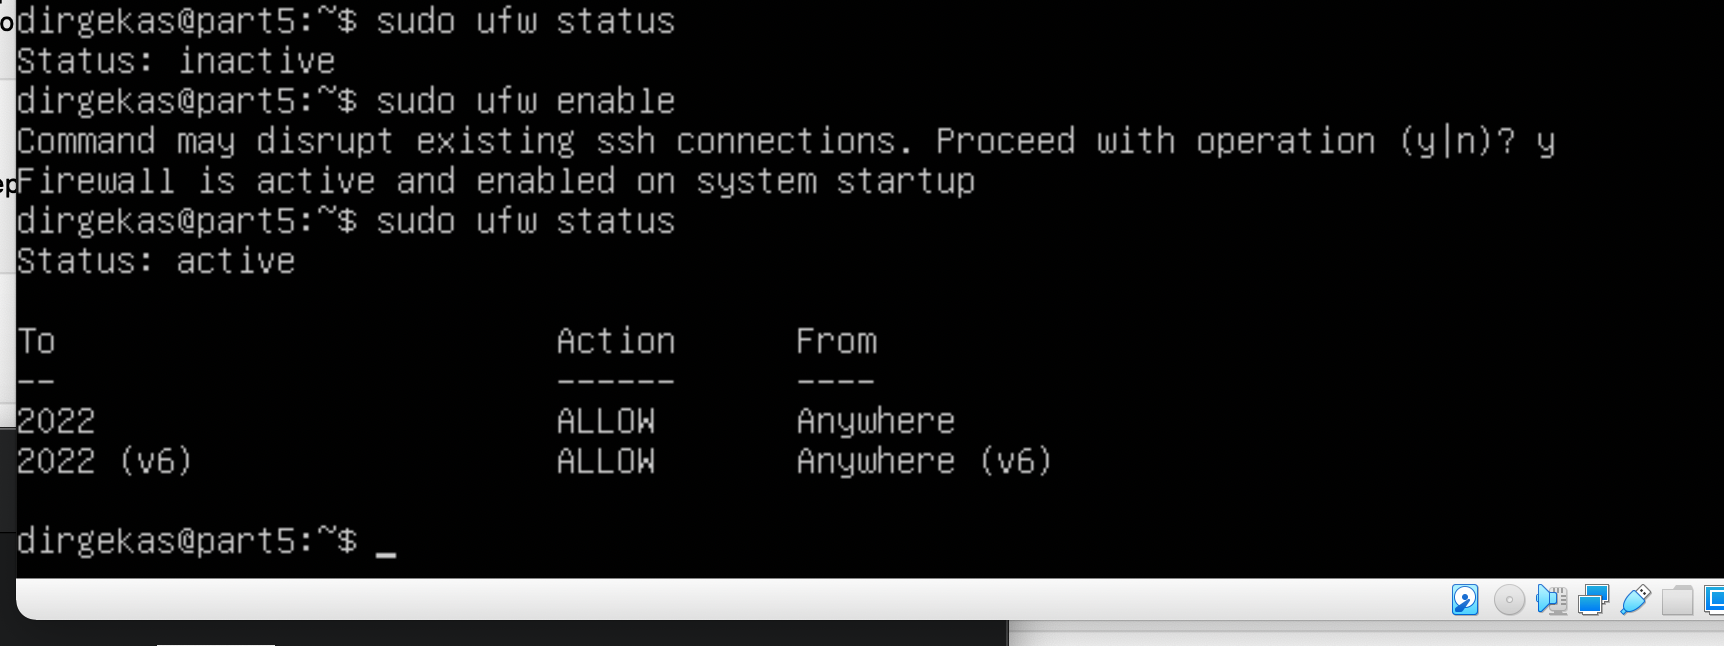 dirgekas@part5:~$ sudo ufw status
Status: inactive
dirgekas@part5:~$ sudo ufw enable
Command may disrupt existing ssh connections. Proceed with operation (y|n)? y
Firewall is active and enabled on system startup
dirgekas@part5:~$ sudo ufw status
Status: active
To                         Action      From
--                         ------      ----
2022                       ALLOW       Anywhere
2022 (v6)                  ALLOW       Anywhere (v6)
dirgekas@part5:~$ _